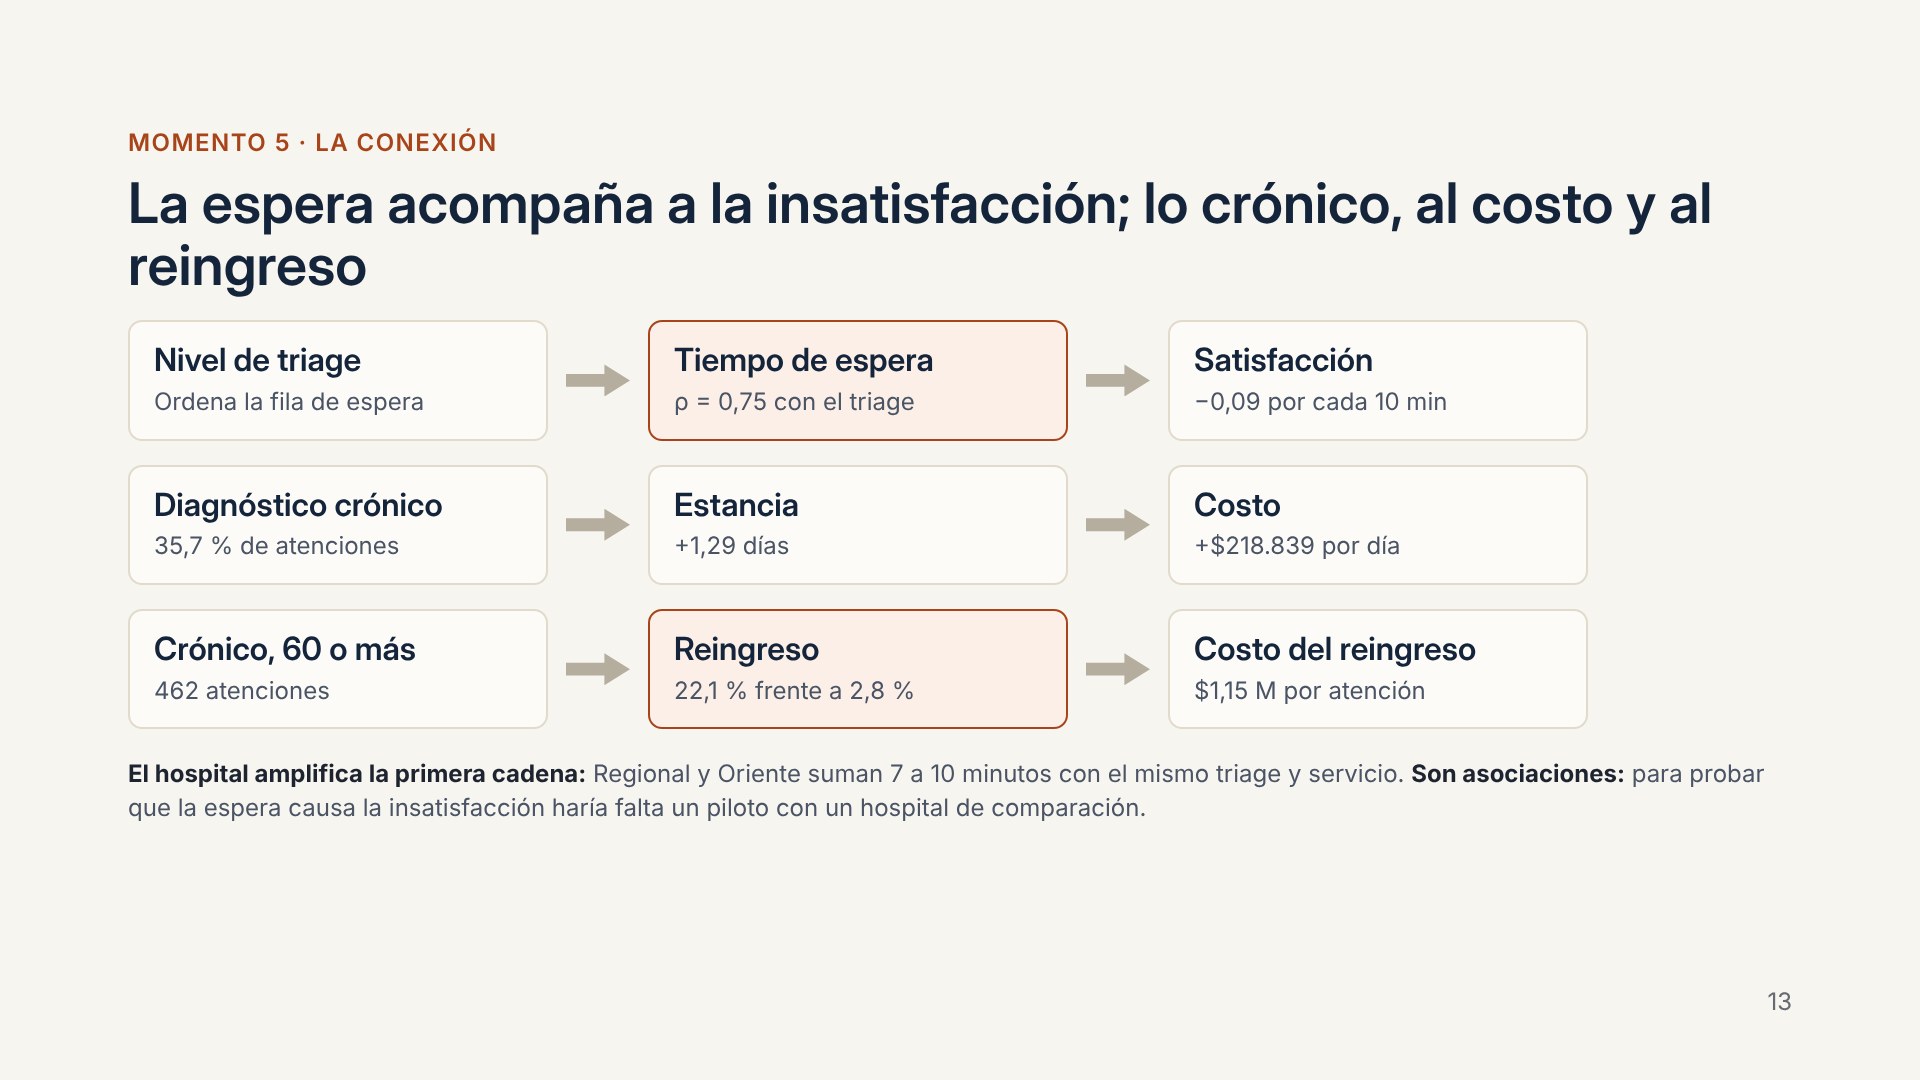 MOMENTO 5 · LA CONEXIÓN
La espera acompaña a la insatisfacción; lo crónico, al costo y al
reingreso
Nivel de triage
Ordena la fila de espera
Tiempo de espera
ρ = 0,75 con el triage
Satisfacción
−0,09 por cada 10 min
Diagnóstico crónico
35,7 % de atenciones
Estancia
+1,29 días
Costo
+$218.839 por día
Crónico, 60 o más
462 atenciones
Reingreso
22,1 % frente a 2,8 %
Costo del reingreso
$1,15 M por atención
El hospital amplifica la primera cadena: Regional y Oriente suman 7 a 10 minutos con el mismo triage y servicio. Son asociaciones: para probar
que la espera causa la insatisfacción haría falta un piloto con un hospital de comparación.
13